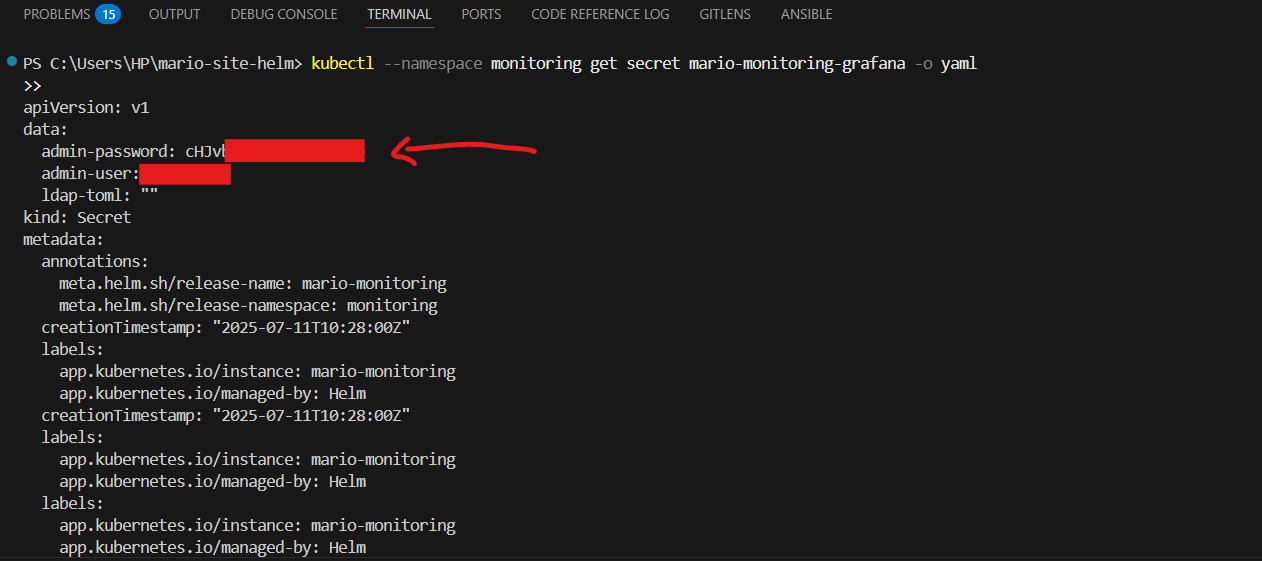 PROBLEMS 15 OUTPUT DEBUG CONSOLE TERMINAL PORTS CODE REFERENCE LOG GITLENS ANSIBLE
PS C:\Users\HP\mario-site-helm> kubectl --namespace monitoring get secret mario-monitoring-grafana -o yaml
>>
apiVersion: v1
data:
  admin-password: cHJv
  admin-user:
  ldap-toml: ""
kind: Secret
metadata:
  annotations:
    meta.helm.sh/release-name: mario-monitoring
    meta.helm.sh/release-namespace: monitoring
  creationTimestamp: "2025-07-11T10:28:00Z"
  labels:
    app.kubernetes.io/instance: mario-monitoring
    app.kubernetes.io/managed-by: Helm
  creationTimestamp: "2025-07-11T10:28:00Z"
  labels:
    app.kubernetes.io/instance: mario-monitoring
    app.kubernetes.io/managed-by: Helm
  labels:
    app.kubernetes.io/instance: mario-monitoring
    app.kubernetes.io/managed-by: Helm